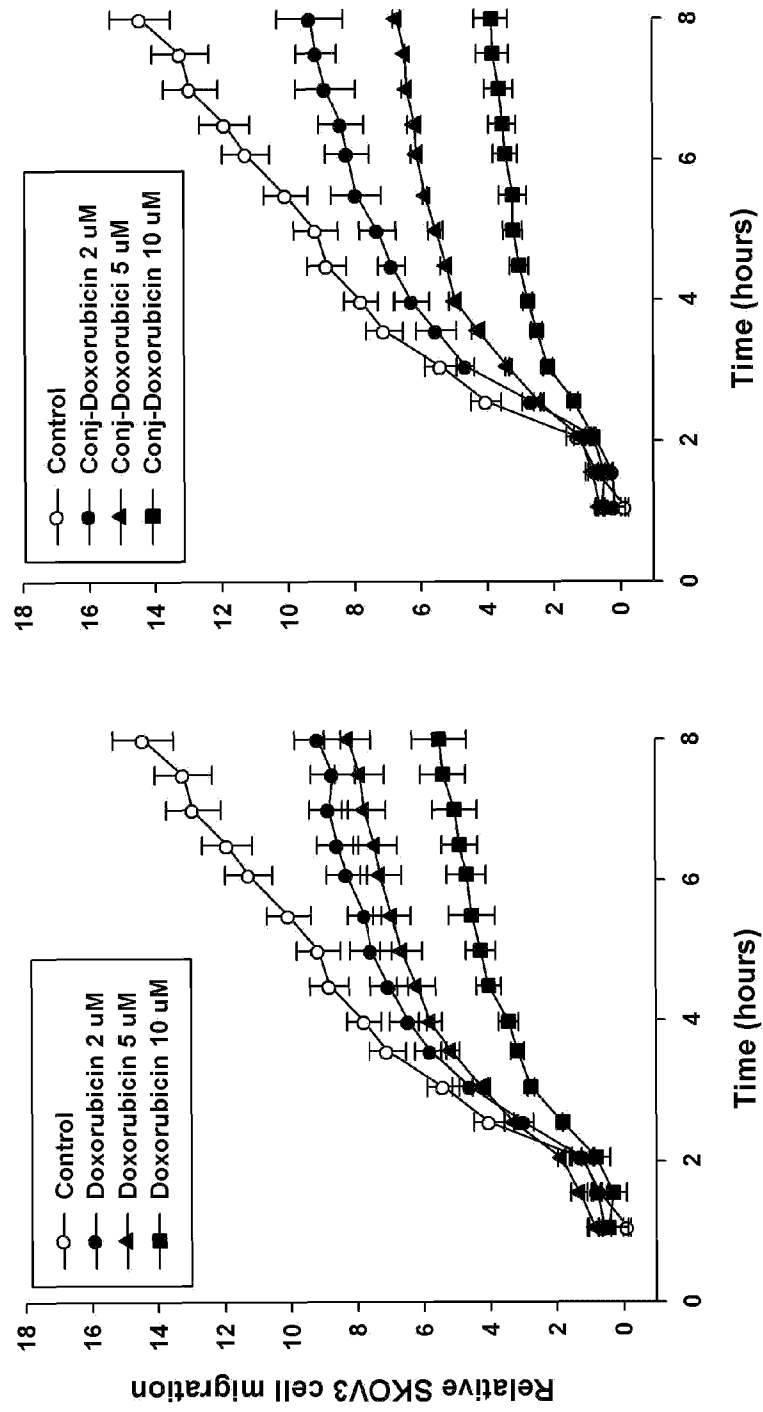 Relative SKOV3 cell migration
18
16
14
12
10
8
6
4
2
0
Control
Doxorubicin 2 uM
Doxorubicin 5 uM
Doxorubicin 10 uM
0
2
4
6
8
Time (hours)
18
16
14
12
10
8
6
4
2
0
Control
Conj-Doxorubicin 2 uM
Conj-Doxorubici 5 uM
Conj-Doxorubicin 10 uM
0
2
4
6
8
Time (hours)